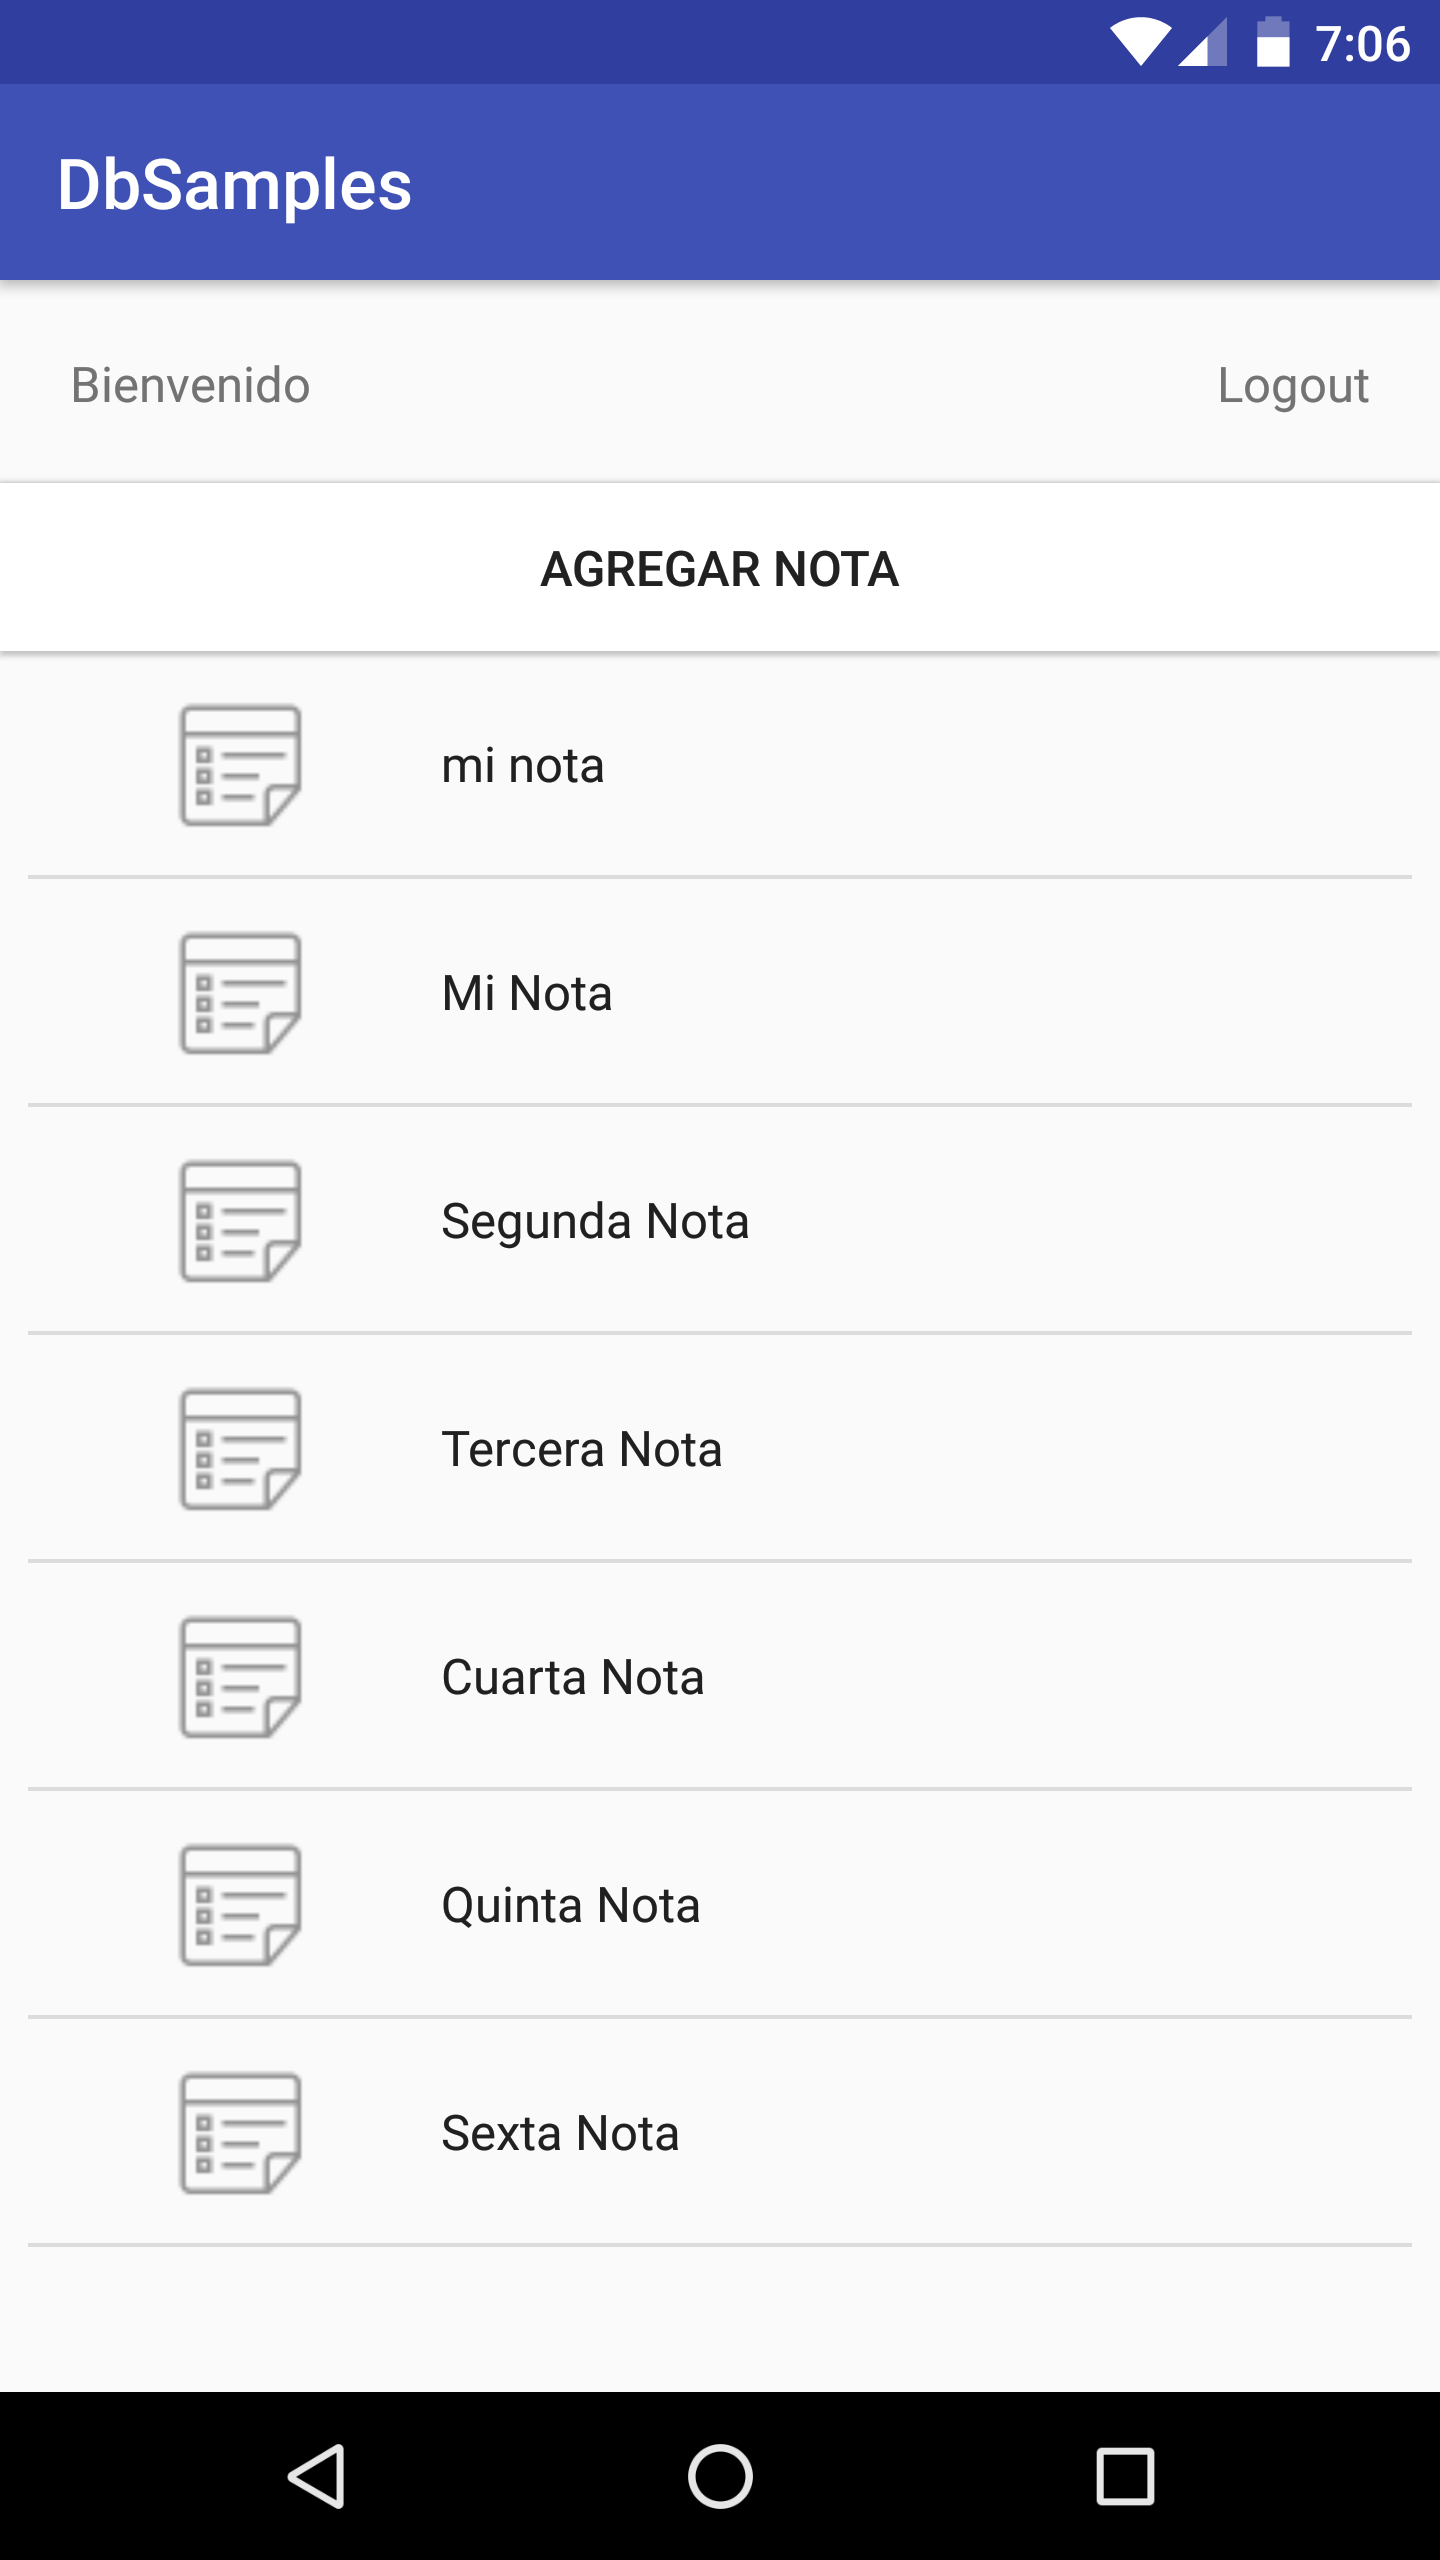 7:06
DbSamples
Bienvenido
Logout
AGREGAR NOTA
mi nota
Mi Nota
Segunda Nota
Tercera Nota
Cuarta Nota
Quinta Nota
Sexta Nota